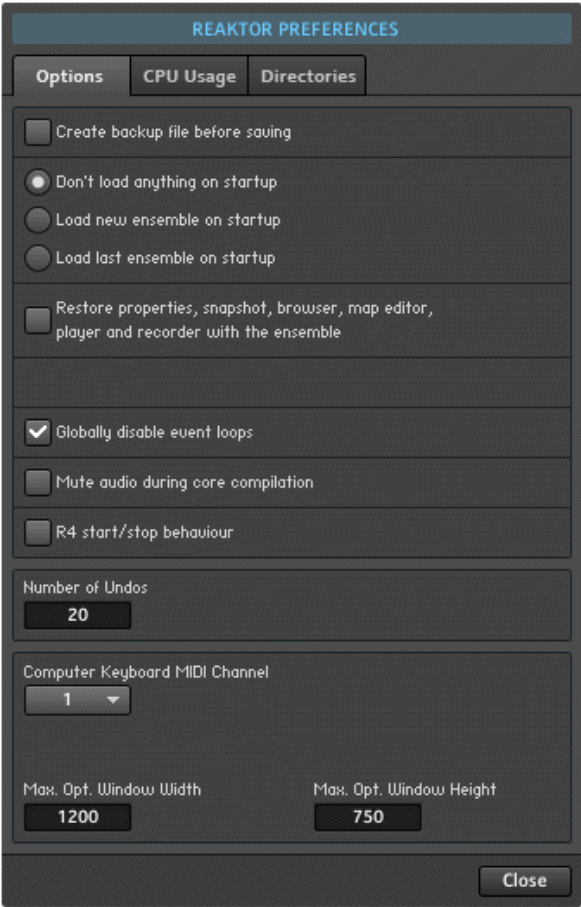 REAKTOR PREFERENCES
Options
CPU Usage
Directories
Create backup file before saving
Don't load anything on startup
Load new ensemble on startup
Load last ensemble on startup
Restore properties, snapshot, browser, map editor,
player and recorder with the ensemble
Globally disable event loops
Mute audio during core compilation
R4 start/stop behaviour
Number of Undos
20
Computer Keyboard MIDI Channel
1
Max. Opt. Window Width
Max. Opt. Window Height
1200
750
Close